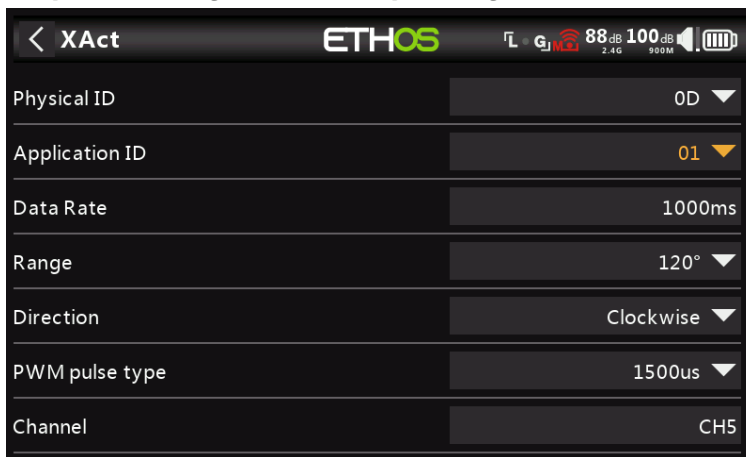 XAct ETHOS L G M 88dB 2.4G 100dB 900M
Physical ID 0D
Application ID 01
Data Rate 1000ms
Range 120°
Direction Clockwise
PWM pulse type 1500us
Channel CH5